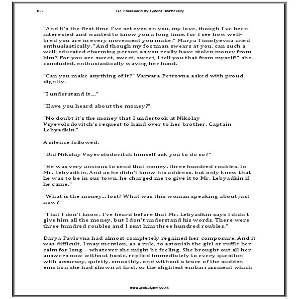 "And it's the first time I've set eyes on you, my love, though I've been
interested and wanted to know you a long time, for I see how well-
bred you are in every movement you make," Marya Timofyevna cried
enthusiastically. "And though my footman swears at you, can such a
well-educated charming person as you really have stolen money from
him? For you are sweet, sweet, sweet, I tell you that from myself!" she
concluded, enthusiastically waving her hand.
"Can you make anything of it?" Varvara Petrovna asked with proud
dignity.
"I understand it...."
"Have you heard about the money?"
"No doubt it's the money that I undertook at Nikolay
Vsyevolodovitch's request to hand over to her brother, Captain
Lebyadkin."
A silence followed.
"Did Nikolay Vsyevolodovitch himself ask you to do so?"
"He was very anxious to send that money, three hundred roubles, to
Mr. Lebyadkin. And as he didn't know his address, but only knew that
he was to be in our town, he charged me to give it to Mr. Lebyadkin if
he came."
"What is the money ... lost? What was this woman speaking about just
now?"
"That I don't know. I've heard before that Mr. Lebyadkin says I didn't
give him all the money, but I don't understand his words. There were
three hundred roubles and I sent him three hundred roubles."
Darya Pavlovna had almost completely regained her composure. And it
was difficult, I may mention, as a rule, to astonish the girl or ruffle her
calm for long—whatever she might be feeling. She brought out all her
answers now without haste, replied immediately to every question
with accuracy, quietly, smoothly, and without a trace of the sudden
emotion she had shown at first, or the slightest embarrassment which